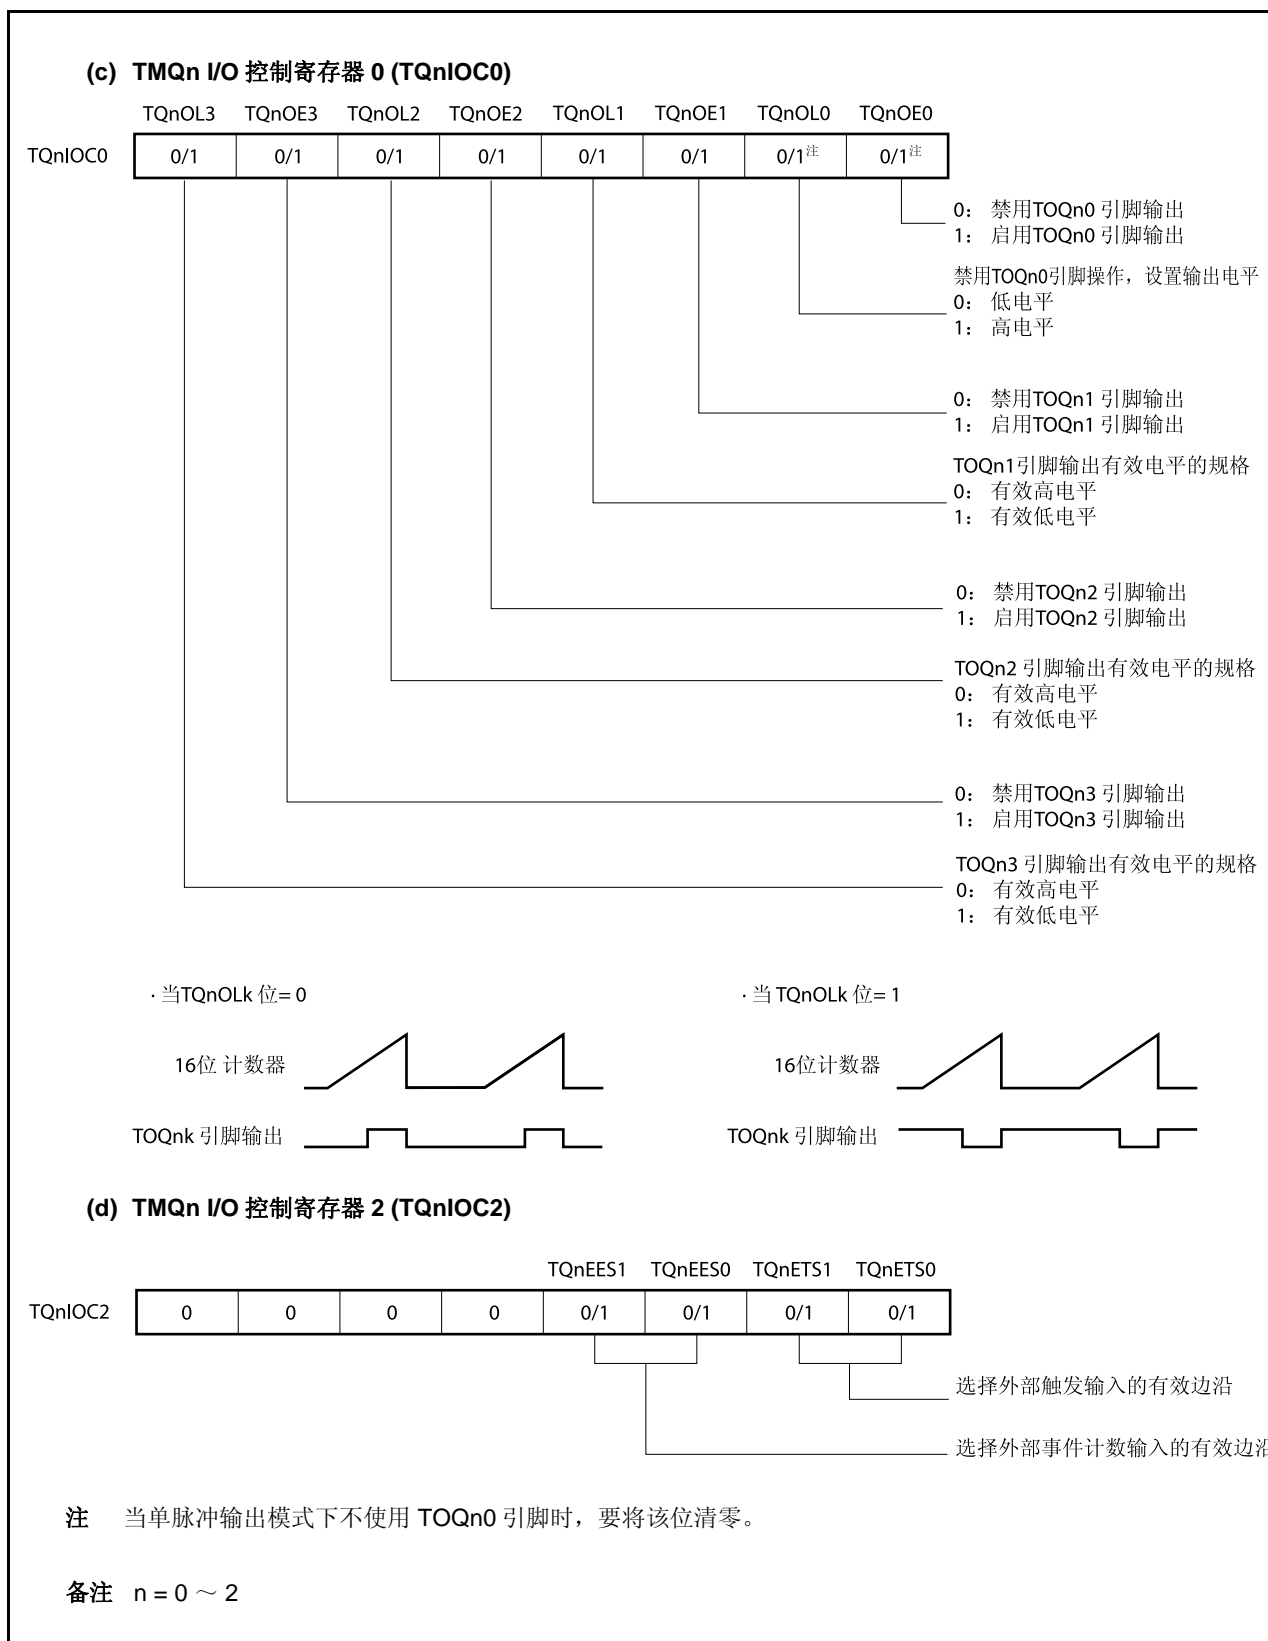 (c) TMQn I/O 控制寄存器 0 (TQnIOC0)
TQnOL3 TQnOE3 TQnOL2 TQnOE2 TQnOL1 TQnOE1 TQnOL0 TQnOE0
TQnIOC0 0/1 0/1 0/1 0/1 0/1 0/1 0/1注 0/1注
0： 禁用TOQn0 引脚输出
1： 启用TOQn0 引脚输出
禁用TOQn0引脚操作，设置输出电平
0： 低电平
1： 高电平
0： 禁用TOQn1 引脚输出
1： 启用TOQn1 引脚输出
TOQn1引脚输出有效电平的规格
0： 有效高电平
1： 有效低电平
0： 禁用TOQn2 引脚输出
1： 启用TOQn2 引脚输出
TOQn2 引脚输出有效电平的规格
0： 有效高电平
1： 有效低电平
0： 禁用TOQn3 引脚输出
1： 启用TOQn3 引脚输出
TOQn3 引脚输出有效电平的规格
0： 有效高电平
1： 有效低电平
· 当TQnOLk 位= 0 · 当 TQnOLk 位= 1
16位 计数器 16位计数器
TOQnk 引脚输出 TOQnk 引脚输出
(d) TMQn I/O 控制寄存器 2 (TQnIOC2)
TQnEES1 TQnEES0 TQnETS1 TQnETS0
TQnIOC2 0 0 0 0 0/1 0/1 0/1 0/1
选择外部触发输入的有效边沿
选择外部事件计数输入的有效边沿
注 当单脉冲输出模式下不使用 TOQn0 引脚时，要将该位清零。
备注 n = 0 ～ 2